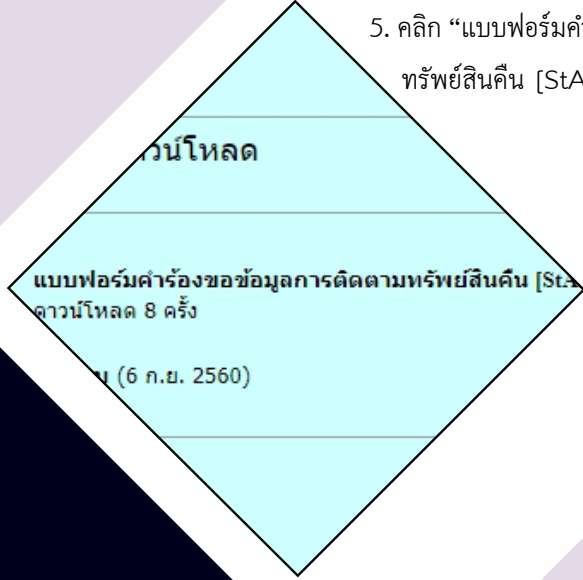 5. คลิก “แบบฟอร์มคำ
ทรัพย์สินคืน [StA
าวน์โหลด
แบบฟอร์มคำร้องขอข้อมูลการติดตามทรัพย์สินคืน [StA
ดาวน์โหลด 8 ครั้ง
(6 ก.ย. 2560)